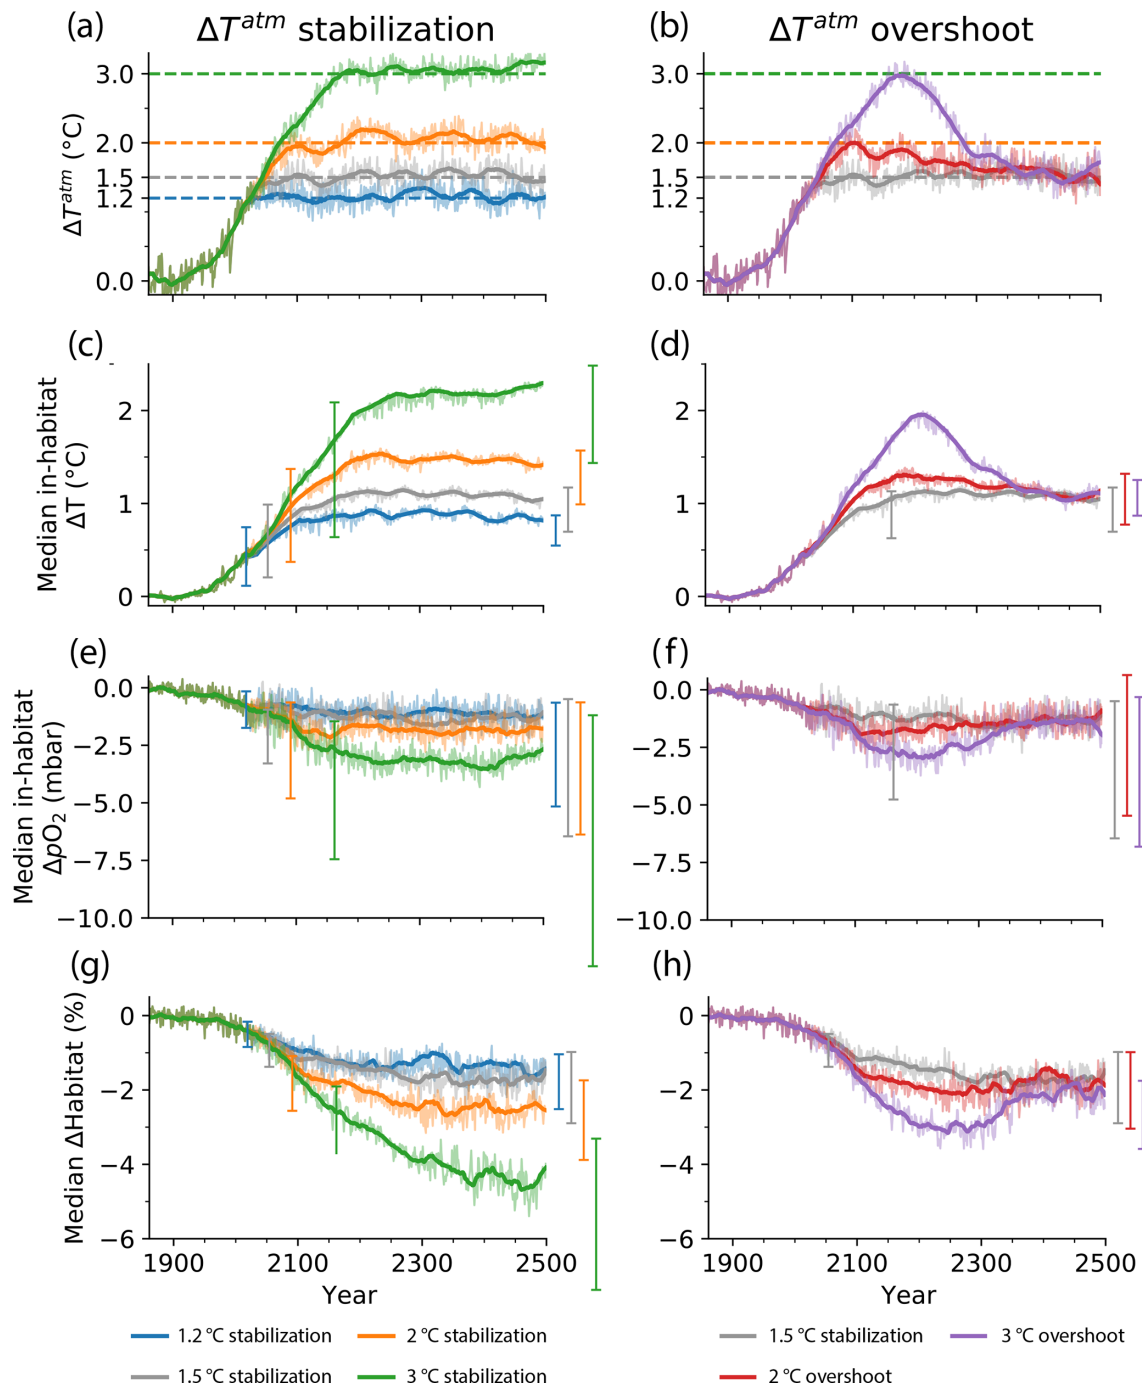 (a) ΔT^atm stabilization
(b) ΔT^atm overshoot
ΔT^atm (°C)
3.0
2.0
1.5
1.2
0.0
3.0
2.0
1.5
1.2
0.0
(c)
(d)
Median in-habitat
ΔT (°C)
2
1
0
2
1
0
(e)
(f)
Median in-habitat
ΔpO₂ (mbar)
0.0
−2.5
−5.0
−7.5
−10.0
0.0
−2.5
−5.0
−7.5
−10.0
(g)
(h)
Median ΔHabitat (%)
0
−2
−4
−6
0
−2
−4
−6
1900 2100 2300 2500
1900 2100 2300 2500
Year
Year
1.2 °C stabilization
2 °C stabilization
1.5 °C stabilization
3 °C overshoot
1.5 °C stabilization
3 °C stabilization
2 °C overshoot